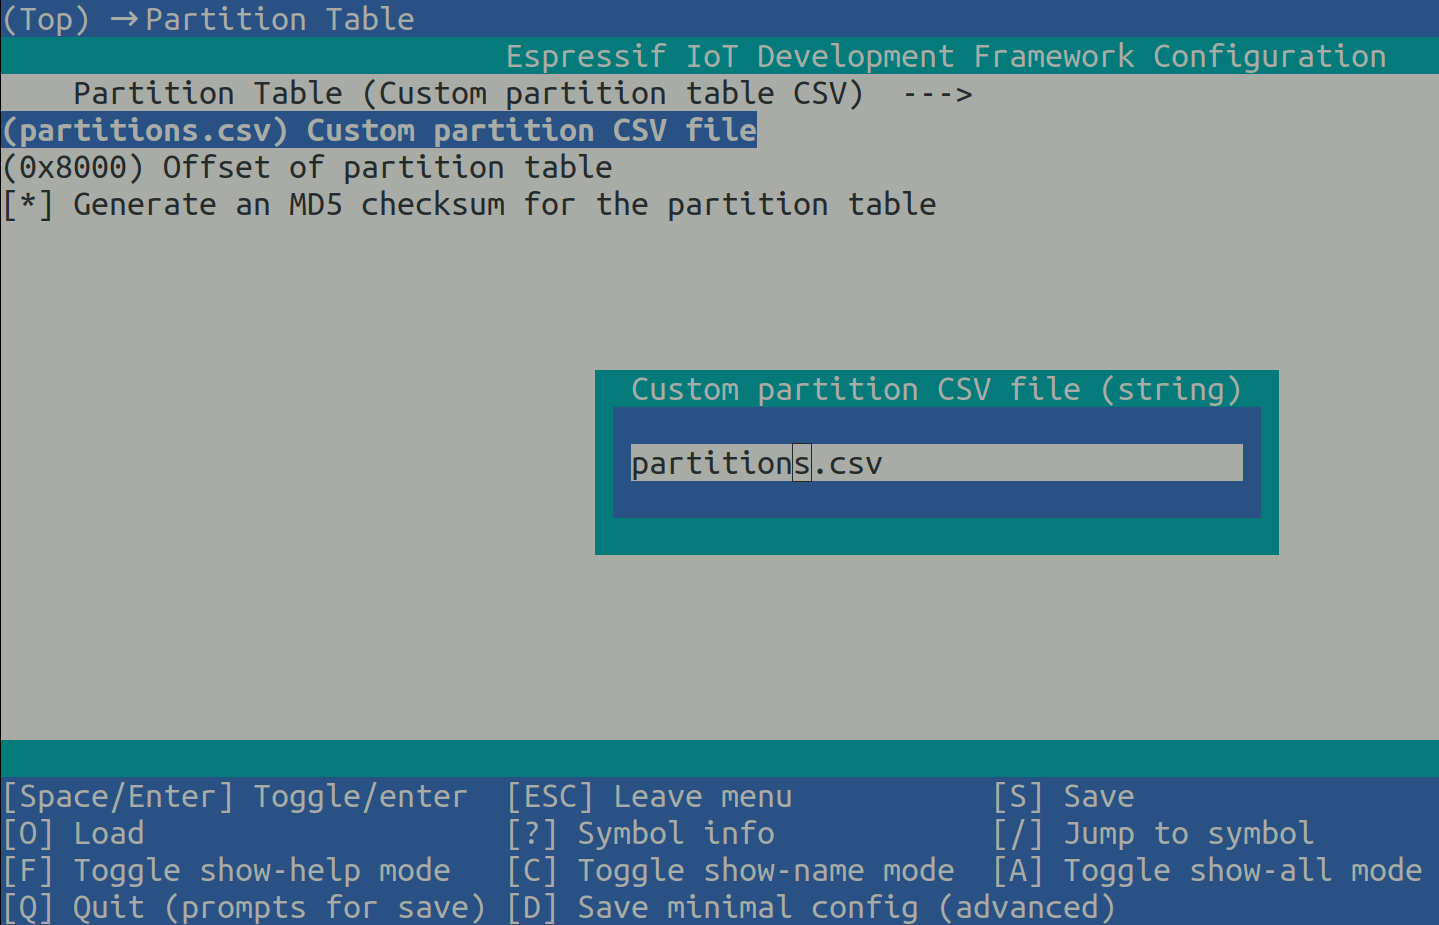 (Top) → Partition Table
Espressif IoT Development Framework Configuration
Partition Table (Custom partition table CSV)  --->
(partitions.csv) Custom partition CSV file
(0x8000) Offset of partition table
[*] Generate an MD5 checksum for the partition table
Custom partition CSV file (string)
partitions.csv
[Space/Enter] Toggle/enter  [ESC] Leave menu  [S] Save
[O] Load  [?] Symbol info  [/] Jump to symbol
[F] Toggle show-help mode  [C] Toggle show-name mode  [A] Toggle show-all mode
[Q] Quit (prompts for save)  [D] Save minimal config (advanced)